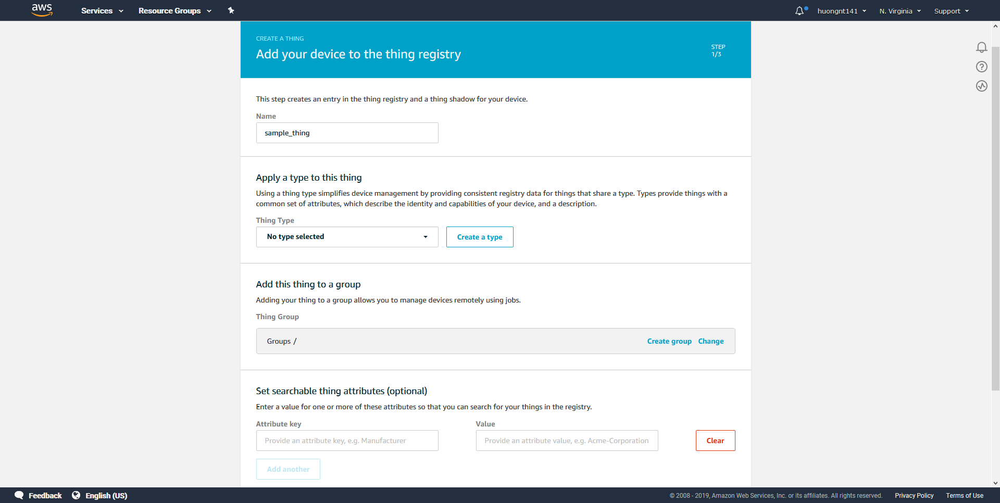 aws Services Resource Groups huongnt141 N. Virginia Support
CREATE A THING
Add your device to the thing registry
STEP
1/3
This step creates an entry in the thing registry and a thing shadow for your device.
Name
sample_thing
Apply a type to this thing
Using a thing type simplifies device management by providing consistent registry data for things that share a type. Types provide things with a
common set of attributes, which describe the identity and capabilities of your device, and a description.
Thing Type
No type selected Create a type
Add this thing to a group
Adding your thing to a group allows you to manage devices remotely using jobs.
Thing Group
Groups / Create group Change
Set searchable thing attributes (optional)
Enter a value for one or more of these attributes so that you can search for your things in the registry.
Attribute key Value
Provide an attribute key, e.g. Manufacturer Provide an attribute value, e.g. Acme-Corporation Clear
Add another
Feedback English (US) © 2008 - 2019, Amazon Web Services, Inc. or its affiliates. All rights reserved. Privacy Policy Terms of Use